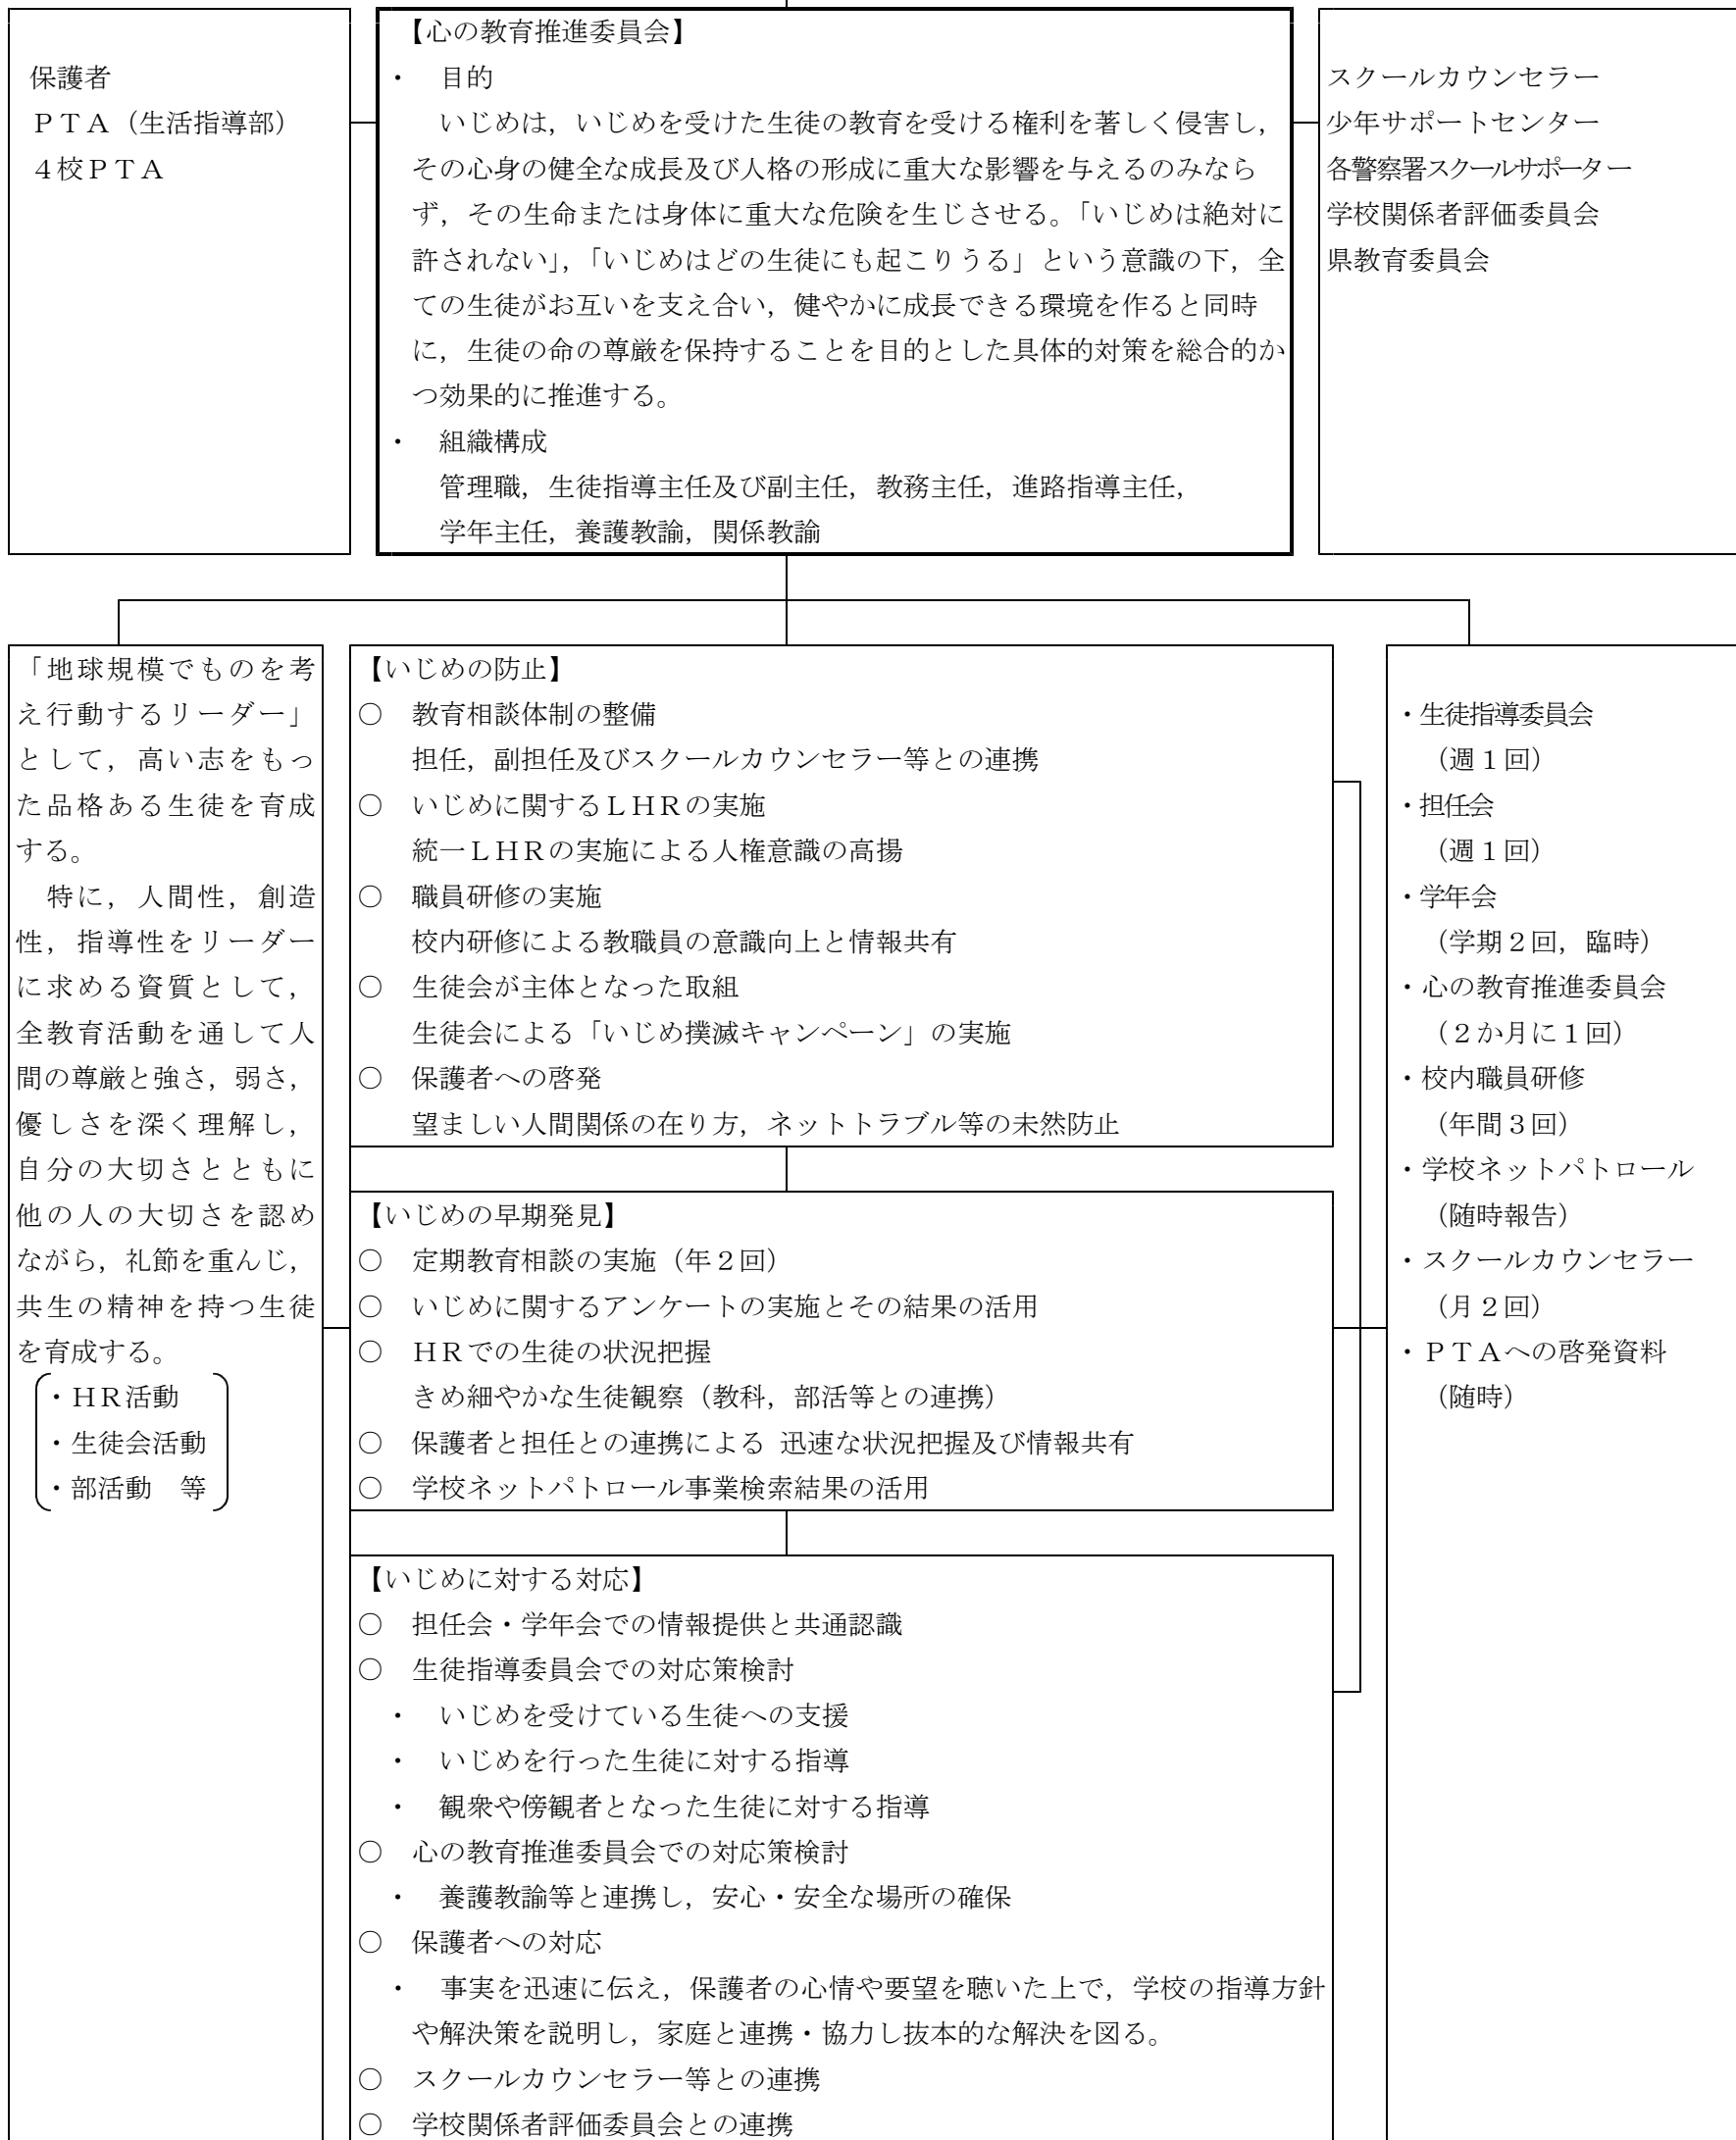 保護者
ＰＴＡ（生活指導部）
４校ＰＴＡ
【心の教育推進委員会】
・　目的
いじめは，いじめを受けた生徒の教育を受ける権利を著しく侵害し，
その心身の健全な成長及び人格の形成に重大な影響を与えるのみなら
ず，その生命または身体に重大な危険を生じさせる。「いじめは絶対に
許されない」，「いじめはどの生徒にも起こりうる」という意識の下，全
ての生徒がお互いを支え合い，健やかに成長できる環境を作ると同時
に，生徒の命の尊厳を保持することを目的とした具体的対策を総合的か
つ効果的に推進する。
・　組織構成
管理職，生徒指導主任及び副主任，教務主任，進路指導主任，
学年主任，養護教諭，関係教諭
スクールカウンセラー
少年サポートセンター
各警察署スクールサポーター
学校関係者評価委員会
県教育委員会
「地球規模でものを考
え行動するリーダー」
として，高い志をもっ
た品格ある生徒を育成
する。
特に，人間性，創造
性，指導性をリーダー
に求める資質として，
全教育活動を通して人
間の尊厳と強さ，弱さ，
優しさを深く理解し，
自分の大切さとともに
他の人の大切さを認め
ながら，礼節を重んじ，
共生の精神を持つ生徒
を育成する。
・ＨＲ活動
・生徒会活動
・部活動　等
【いじめの防止】
○　教育相談体制の整備
担任，副担任及びスクールカウンセラー等との連携
○　いじめに関するＬＨＲの実施
統一ＬＨＲの実施による人権意識の高揚
○　職員研修の実施
校内研修による教職員の意識向上と情報共有
○　生徒会が主体となった取組
生徒会による「いじめ撲滅キャンペーン」の実施
○　保護者への啓発
望ましい人間関係の在り方，ネットトラブル等の未然防止
【いじめの早期発見】
○　定期教育相談の実施（年２回）
○　いじめに関するアンケートの実施とその結果の活用
○　ＨＲでの生徒の状況把握
きめ細やかな生徒観察（教科，部活等との連携）
○　保護者と担任との連携による 迅速な状況把握及び情報共有
○　学校ネットパトロール事業検索結果の活用
【いじめに対する対応】
○　担任会・学年会での情報提供と共通認識
○　生徒指導委員会での対応策検討
・　いじめを受けている生徒への支援
・　いじめを行った生徒に対する指導
・　観衆や傍観者となった生徒に対する指導
○　心の教育推進委員会での対応策検討
・　養護教諭等と連携し，安心・安全な場所の確保
○　保護者への対応
・　事実を迅速に伝え，保護者の心情や要望を聴いた上で，学校の指導方針
や解決策を説明し，家庭と連携・協力し抜本的な解決を図る。
○　スクールカウンセラー等との連携
○　学校関係者評価委員会との連携
・生徒指導委員会
（週１回）
・担任会
（週１回）
・学年会
（学期２回，臨時）
・心の教育推進委員会
（２か月に１回）
・校内職員研修
（年間３回）
・学校ネットパトロール
（随時報告）
・スクールカウンセラー
（月２回）
・ＰＴＡへの啓発資料
（随時）